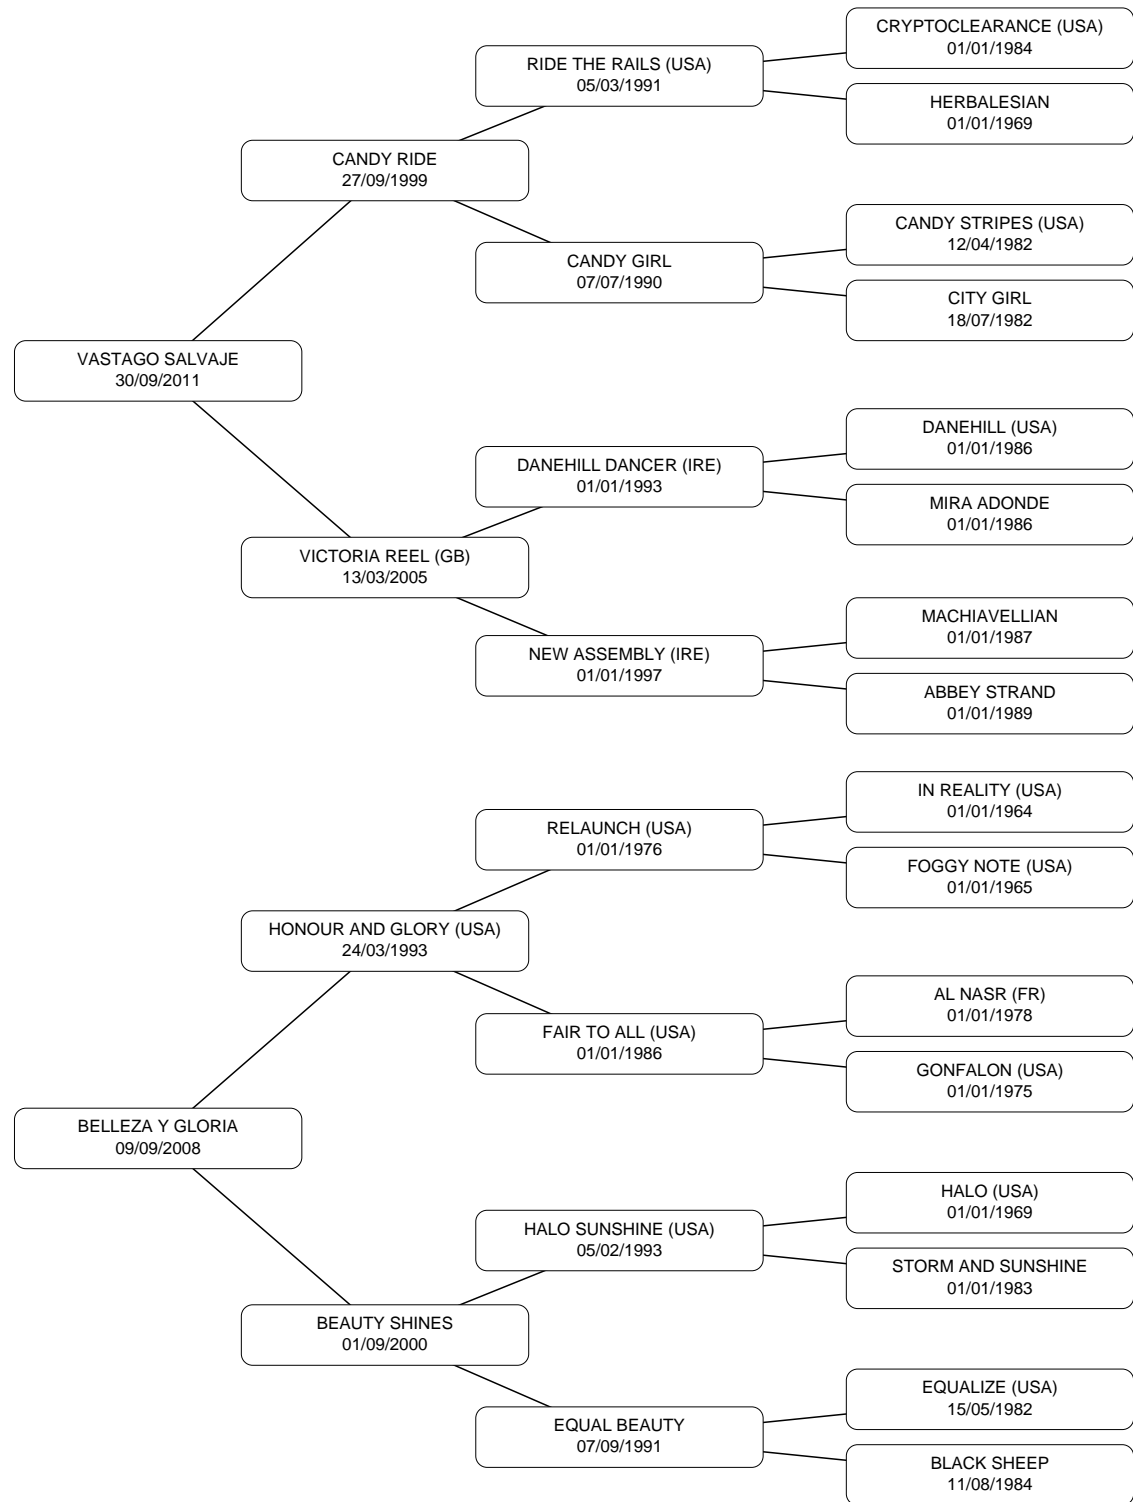 CRYPTOCLEARANCE (USA)
01/01/1984
RIDE THE RAILS (USA)
05/03/1991
HERBALESIAN
01/01/1969
CANDY RIDE
27/09/1999
CANDY STRIPES (USA)
12/04/1982
CANDY GIRL
07/07/1990
CITY GIRL
18/07/1982
VASTAGO SALVAJE
30/09/2011
DANEHILL (USA)
01/01/1986
DANEHILL DANCER (IRE)
01/01/1993
MIRA ADONDE
01/01/1986
VICTORIA REEL (GB)
13/03/2005
MACHIAVELLIAN
01/01/1987
NEW ASSEMBLY (IRE)
01/01/1997
ABBEY STRAND
01/01/1989
IN REALITY (USA)
01/01/1964
RELAUNCH (USA)
01/01/1976
FOGGY NOTE (USA)
01/01/1965
HONOUR AND GLORY (USA)
24/03/1993
AL NASR (FR)
01/01/1978
FAIR TO ALL (USA)
01/01/1986
GONFALON (USA)
01/01/1975
BELLEZA Y GLORIA
09/09/2008
HALO (USA)
01/01/1969
HALO SUNSHINE (USA)
05/02/1993
STORM AND SUNSHINE
01/01/1983
BEAUTY SHINES
01/09/2000
EQUALIZE (USA)
15/05/1982
EQUAL BEAUTY
07/09/1991
BLACK SHEEP
11/08/1984